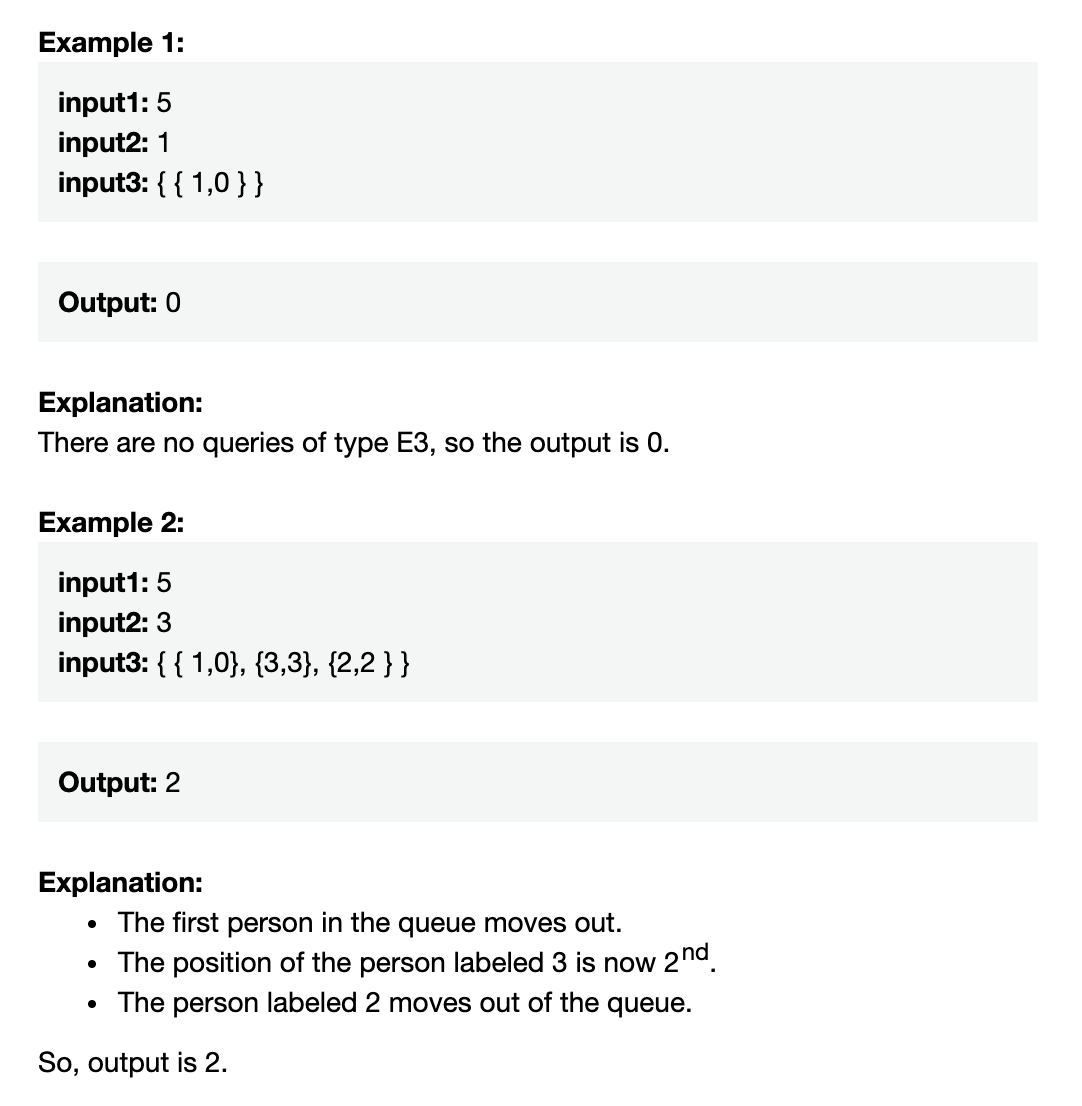 Example 1:
input1: 5
input2: 1
input3: { { 1,0 } }
Output: 0
Explanation:
There are no queries of type E3, so the output is 0.
Example 2:
input1: 5
input2: 3
input3: { { 1,0}, {3,3}, {2,2 } }
Output: 2
Explanation:
• The first person in the queue moves out.
• The position of the person labeled 3 is now 2nd.
• The person labeled 2 moves out of the queue.
So, output is 2.